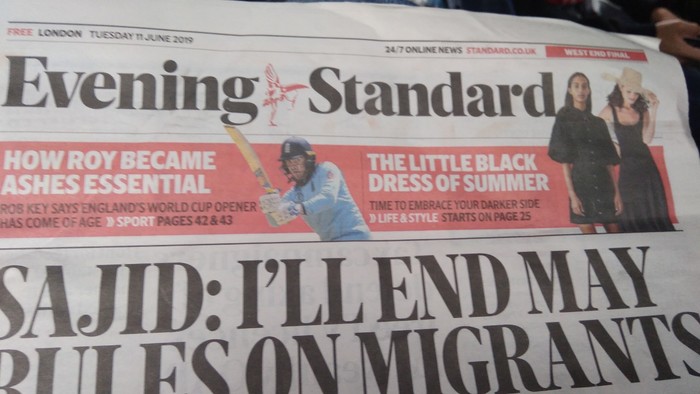 FREE LONDON TUESDAY 11 JUNE 2019
24/7 ONLINE NEWS STANDARD.CO.UK WEST END FINAL
Evening Standard
HOW ROY BECAME
ASHES ESSENTIAL
ROB KEY SAYS ENGLAND'S WORLD CUP OPENER
HAS COME OF AGE » SPORT PAGES 42 & 43
THE LITTLE BLACK
DRESS OF SUMMER
TIME TO EMBRACE YOUR DARKER SIDE
» LIFE & STYLE STARTS ON PAGE 25
SAJID: I'LL END MAY
RULES ON MIGRANTS